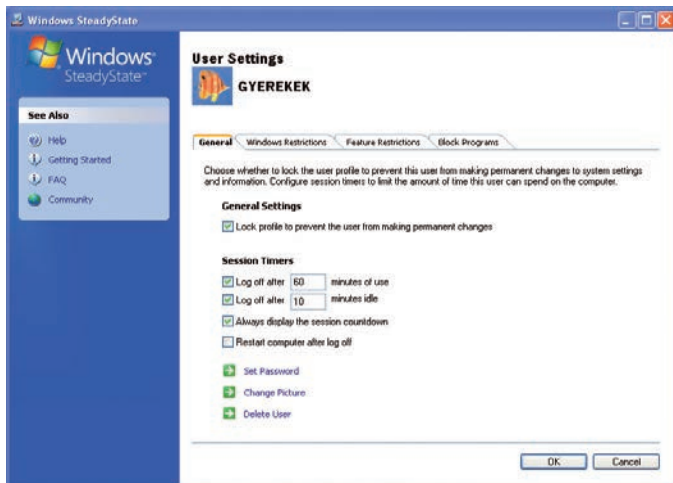 Windows SteadyState
Windows
SteadyState™
See Also
Help
Getting Started
FAQ
Community
User Settings
GYEREKEK
General
Windows Restrictions
Feature Restrictions
Block Programs
Choose whether to lock the user profile to prevent this user from making permanent changes to system settings
and information. Configure session timers to limit the amount of time this user can spend on the computer.
General Settings
Lock profile to prevent the user from making permanent changes
Session Timers
Log off after 60 minutes of use
Log off after 10 minutes idle
Always display the session countdown
Restart computer after log off
Set Password
Change Picture
Delete User
OK
Cancel